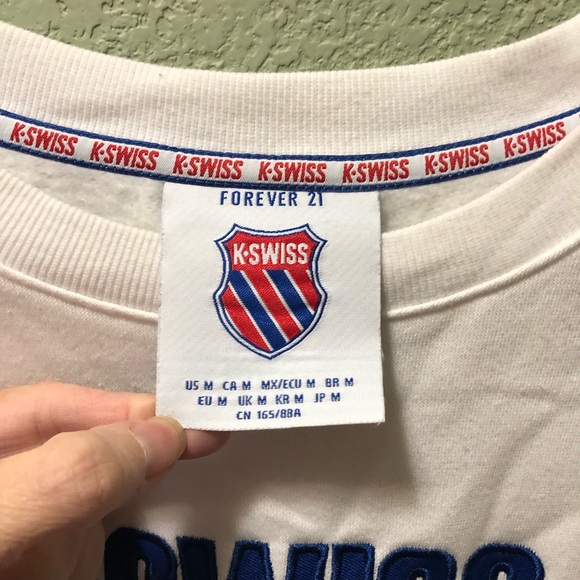 K·SWISS K·SWISS K·SWISS K·SWISS K·SWISS K·SWISS K·SWISS
FOREVER 21
K·SWISS
US M CA M MX/ECU M BR M
EU M UK M KR M JP M
CN 165/88A
SWISS